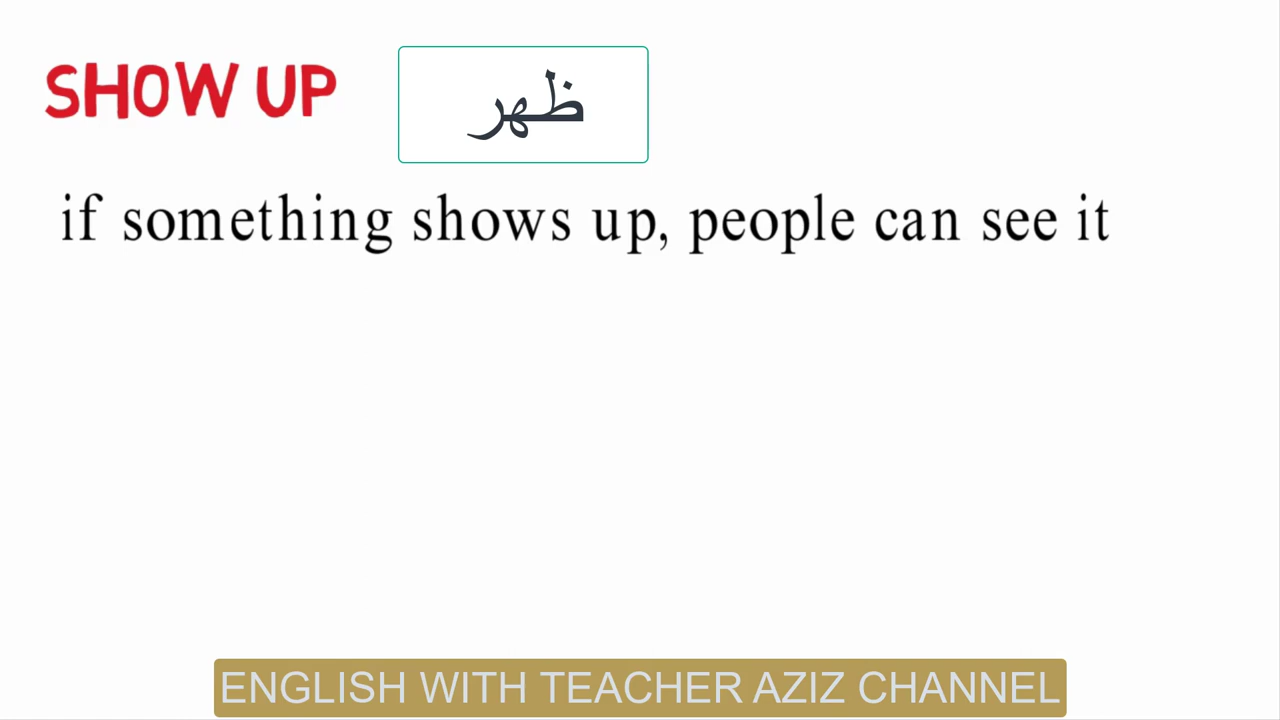 SHOW UP
ظهر
if something shows up, people can see it
ENGLISH WITH TEACHER AZIZ CHANNEL